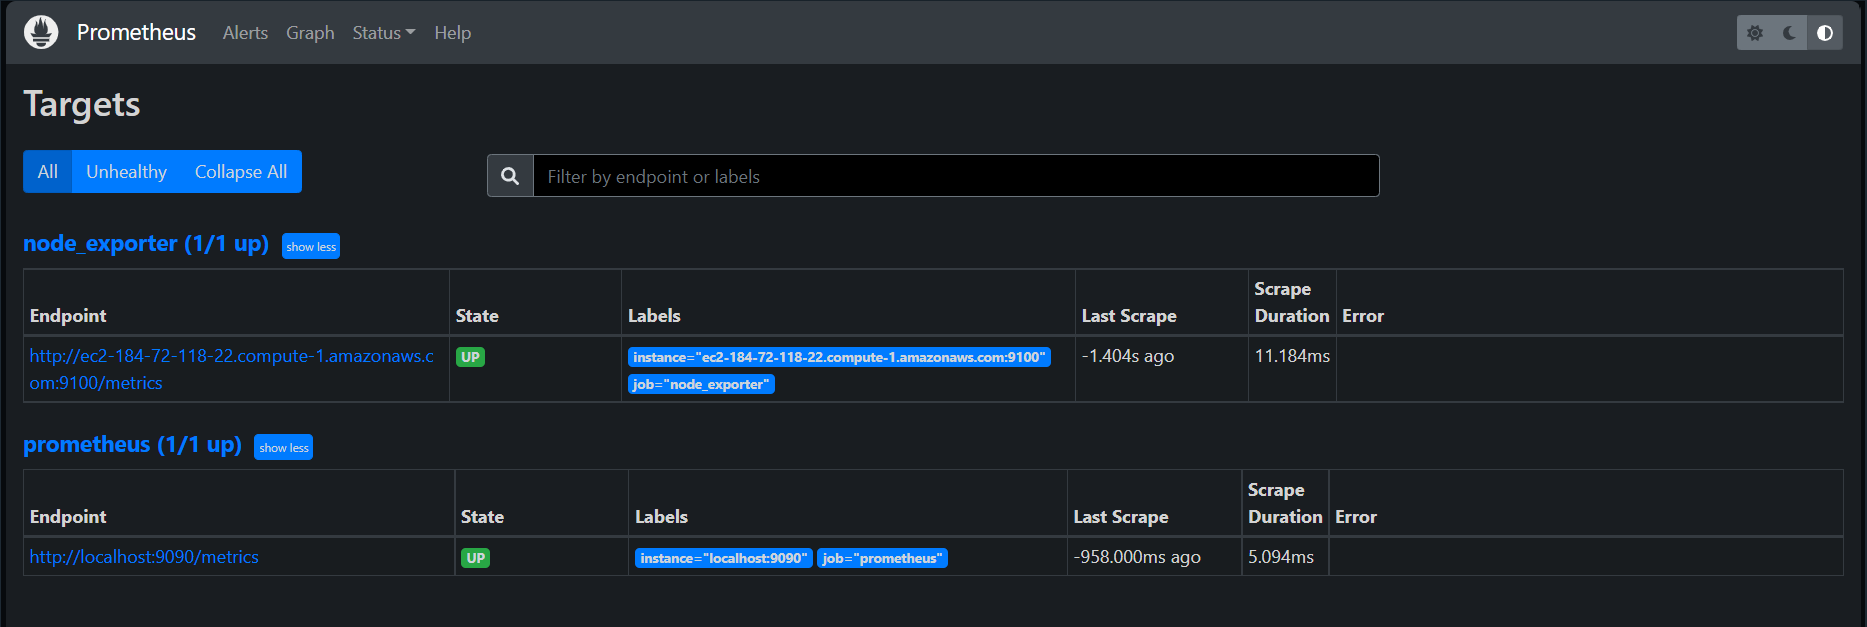 Prometheus Alerts Graph Status Help
Targets
All Unhealthy Collapse All
Filter by endpoint or labels
node_exporter (1/1 up) show less
Endpoint State Labels Last Scrape Scrape Duration Error
http://ec2-184-72-118-22.compute-1.amazonaws.c
om:9100/metrics
UP
instance="ec2-184-72-118-22.compute-1.amazonaws.com:9100"
job="node_exporter"
-1.404s ago
11.184ms
prometheus (1/1 up) show less
Endpoint State Labels Last Scrape Scrape Duration Error
http://localhost:9090/metrics UP instance="localhost:9090" job="prometheus" -958.000ms ago 5.094ms